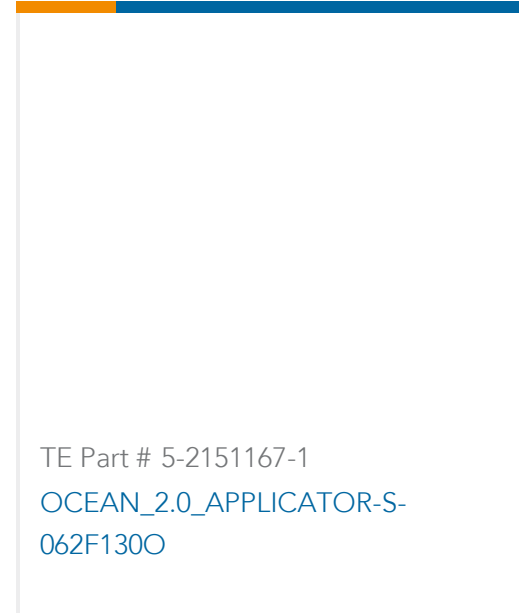 TE Part # 5-2151167-1
OCEAN_2.0_APPLICATOR-S-
062F130O